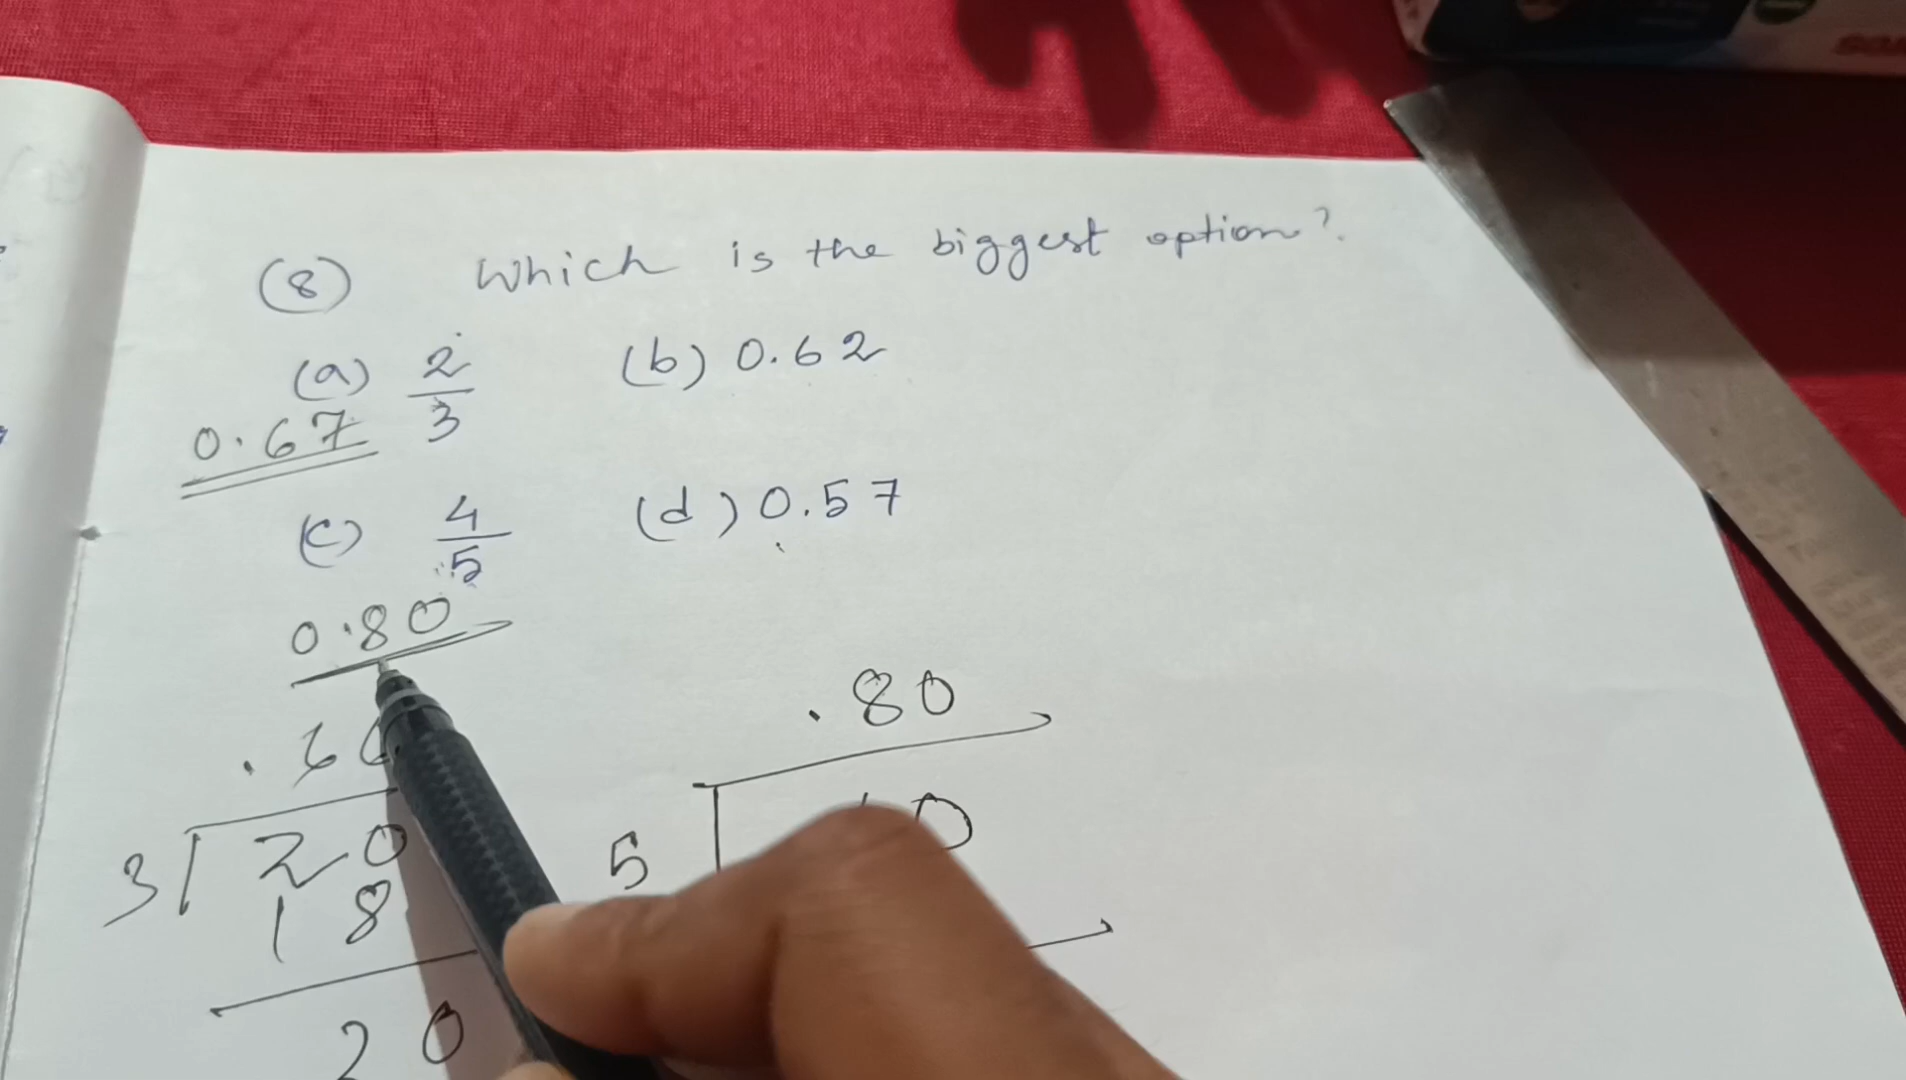 (8) Which is the biggest option?
(a) 2/3 (b) 0.62
0.67
(c) 4/5 (d) 0.57
0.80
.80
3 20 5
18
20